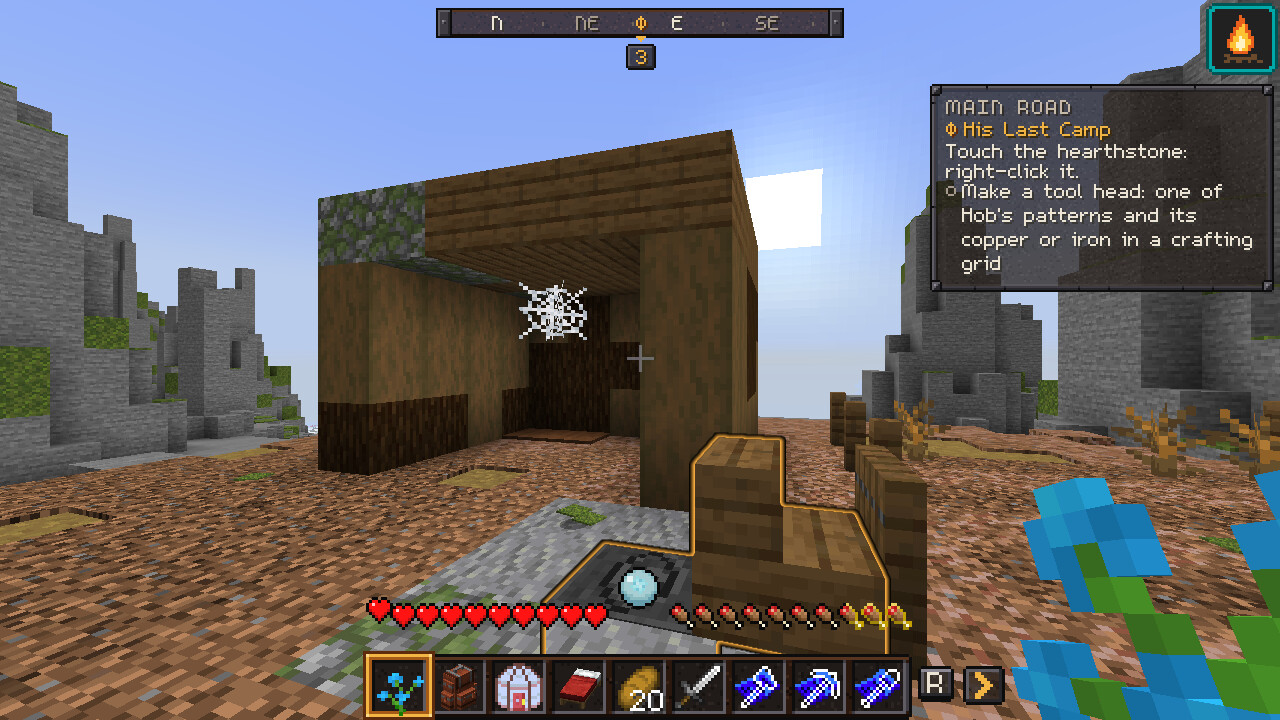 N NE E SE
3
MAIN ROAD
His Last Camp
Touch the hearthstone:
right-click it.
Make a tool head: one of
Hob's patterns and its
copper or iron in a crafting
grid
20
R